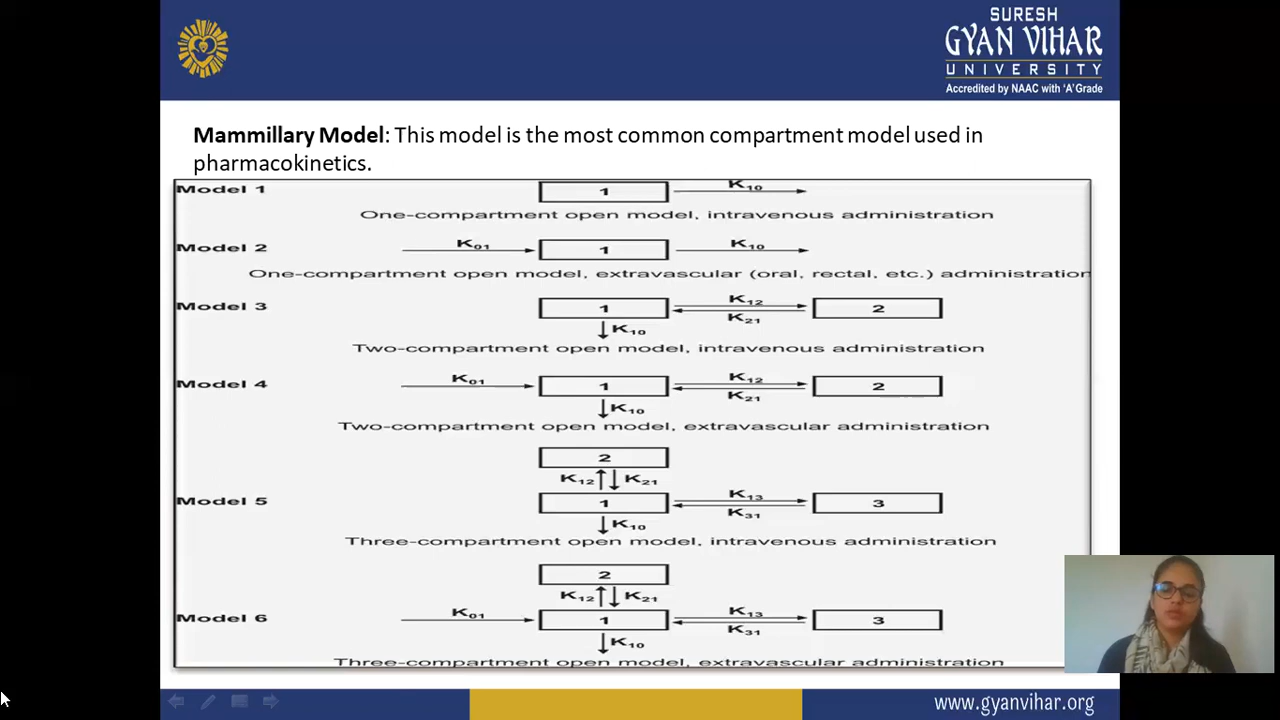 SURESH
GYAN VIHAR
UNIVERSITY
Accredited by NAAC with ‘A’ Grade
Mammillary Model: This model is the most common compartment model used in
pharmacokinetics.
Model 1 1 K10
One-compartment open model, intravenous administration
Model 2 K01 1 K10
One-compartment open model, extravascular (oral, rectal, etc.) administration
Model 3 1 K12 2
K21
K10
Two-compartment open model, intravenous administration
Model 4 K01 1 K12 2
K21
K10
Two-compartment open model, extravascular administration
2
K12 K21
Model 5 1 K13 3
K31
K10
Three-compartment open model, intravenous administration
2
K12 K21
Model 6 K01 1 K13 3
K31
K10
Three-compartment open model, extravascular administration
www.gyanvihar.org